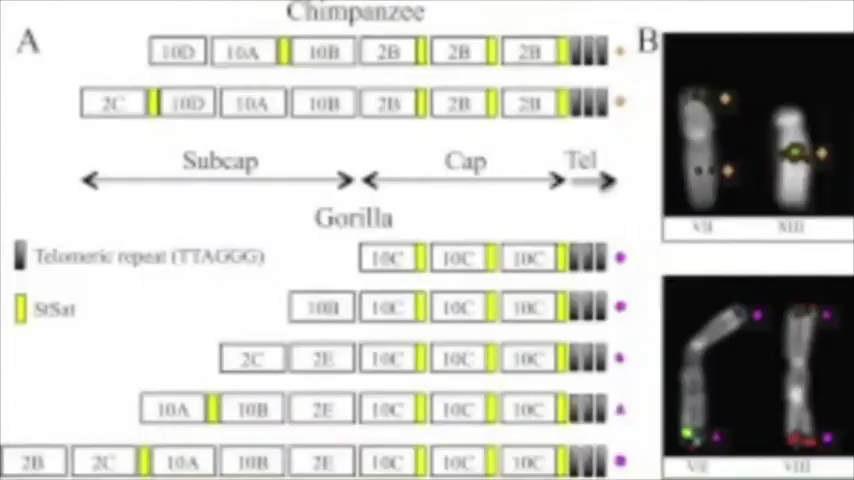 Chimpanzee
A
10D 10A 10B 2B 2B 2B
2C 10D 10A 10B 2B 2B 2B
Subcap Cap Tel
Gorilla
Telomeric repeat (TTAGGG)
StSat
10C 10C 10C
10B 10C 10C 10C
2C 2E 10C 10C 10C
10A 10B 2E 10C 10C 10C
2B 2C 10A 10B 2E 10C 10C 10C
B
VII XIII
VII VIII